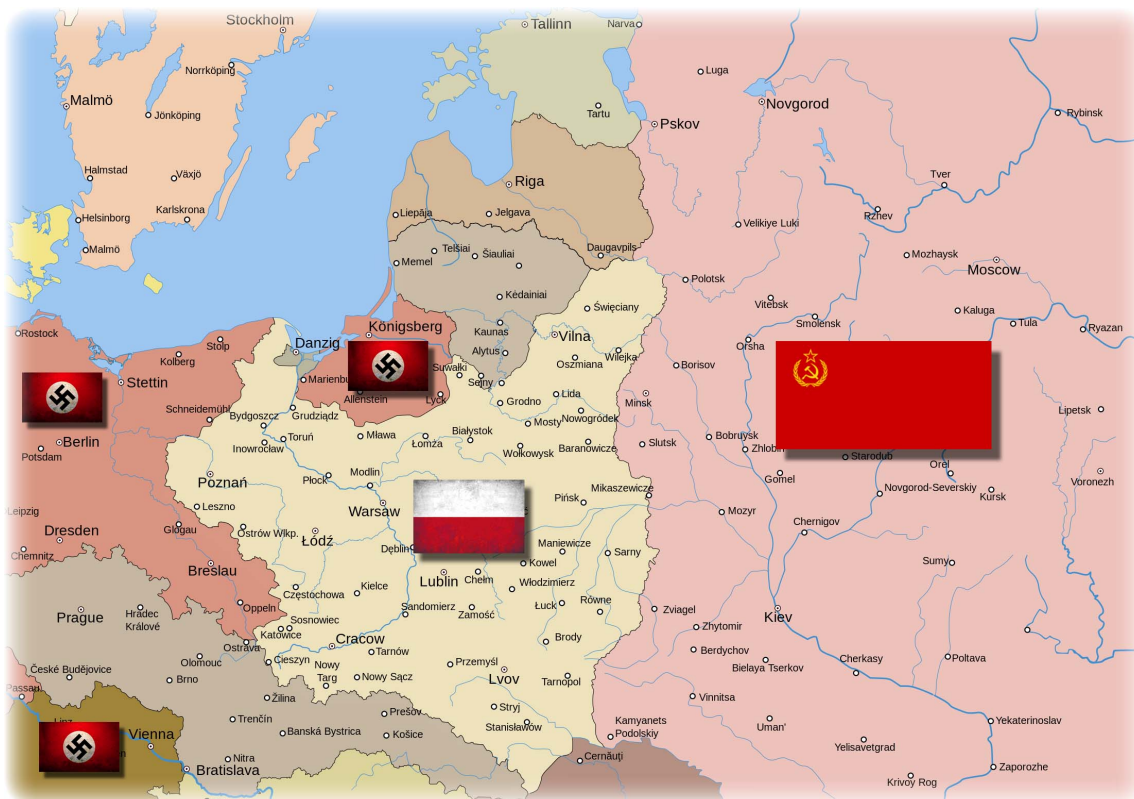 Stockholm
Tallinn
Narva
Norrköping
Luga
Malmö
Novgorod
Jönköping
Tartu
Pskov
Rybinsk
Halmstad
Växjö
Riga
Tver
Karlskrona
Helsinborg
Liepāja
Jelgava
Rzhev
Velikiye Luki
Malmö
Telšiai
Šiauliai
Daugavpils
Mozhaysk
Memel
Moscow
Polotsk
Kėdainiai
Święciany
Vitebsk
Kaluga
Smolensk
Tula
Ryazan
Königsberg
Kaunas
Vilna
Rostock
Stolp
Danzig
Orsha
Kolberg
Alytus
Wilejka
Oszmiana
Borisov
Suwałki
Stettin
Sejny
Lida
Allenstein
Lyck
Grodno
Minsk
Schneidemühl
Bydgoszcz
Grudziądz
Mosty
Nowogródek
Lipetsk
Berlin
Toruń
Mława
Łomża
Białystok
Slutsk
Bobruysk
Inowrocław
Wołkowysk
Baranowicze
Zhlobin
Potsdam
Starodub
Orel
Modlin
Gomel
Voronezh
Poznań
Płock
Mikaszewicze
Novgorod-Severskiy
Kursk
Pińsk
Leszno
Leipzig
Warsaw
Mozyr
Chernigov
Dresden
Glogau
Ostrów Wlkp.
Łódź
Maniewicze
Dęblin
Sarny
Chemnitz
Kowel
Sumy
Breslau
Lublin
Chełm
Włodzimierz
Częstochowa
Kielce
Oppeln
Sandomierz
Zamość
Łuck
Równe
Zviagel
Prague
Hradec
Králové
Sosnowiec
Kiev
Katowice
Zhytomir
Cracow
Brody
Ostrava
Tarnów
Berdychov
Olomouc
Cieszyn
Nowy
Targ
Przemyśl
Bielaya Tserkov
Cherkasy
Poltava
České Budějovice
Nowy Sącz
Lvov
Tarnopol
Brno
Passau
Žilina
Vinnitsa
Stryj
Prešov
Trenčín
Stanisławów
Kamyanets
Podolskiy
Uman'
Yekaterinoslav
Linz
Vienna
Banská Bystrica
Košice
Yelisavetgrad
Nitra
Cernăuţi
Zaporozhe
Bratislava
Krivoy Rog